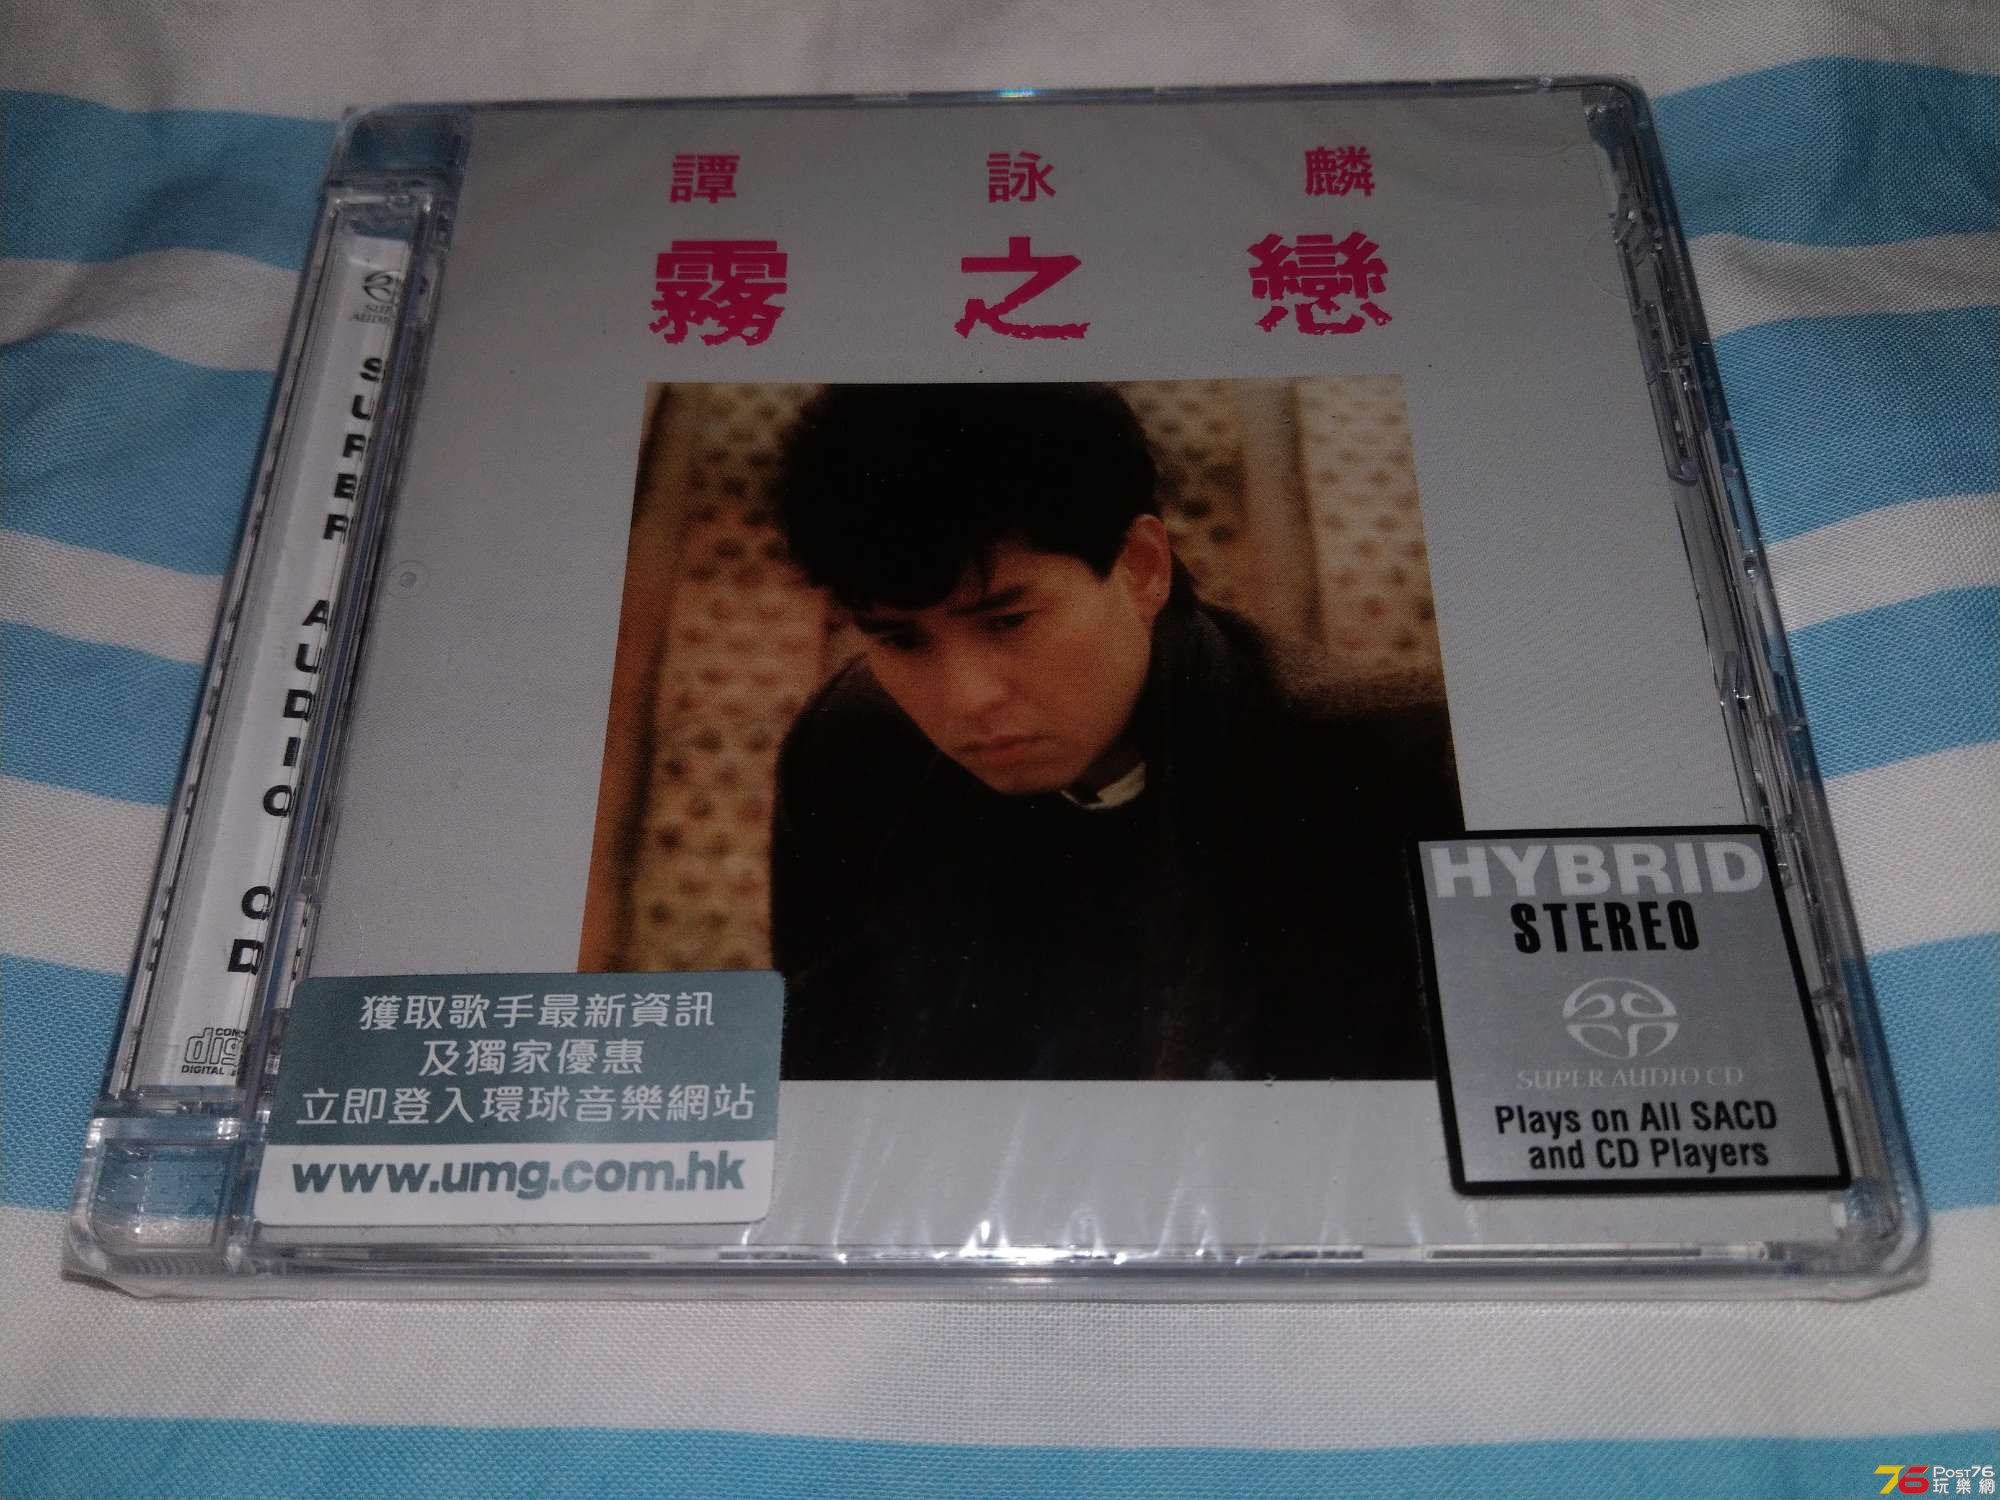 譚詠麟
霧之戀
SUPER AUDIO CD
獲取歌手最新資訊
及獨家優惠
立即登入環球音樂網站
www.umg.com.hk
HYBRID
STEREO
SUPER AUDIO CD
Plays on All SACD
and CD Players
DIGITAL
76 POST76
玩樂網